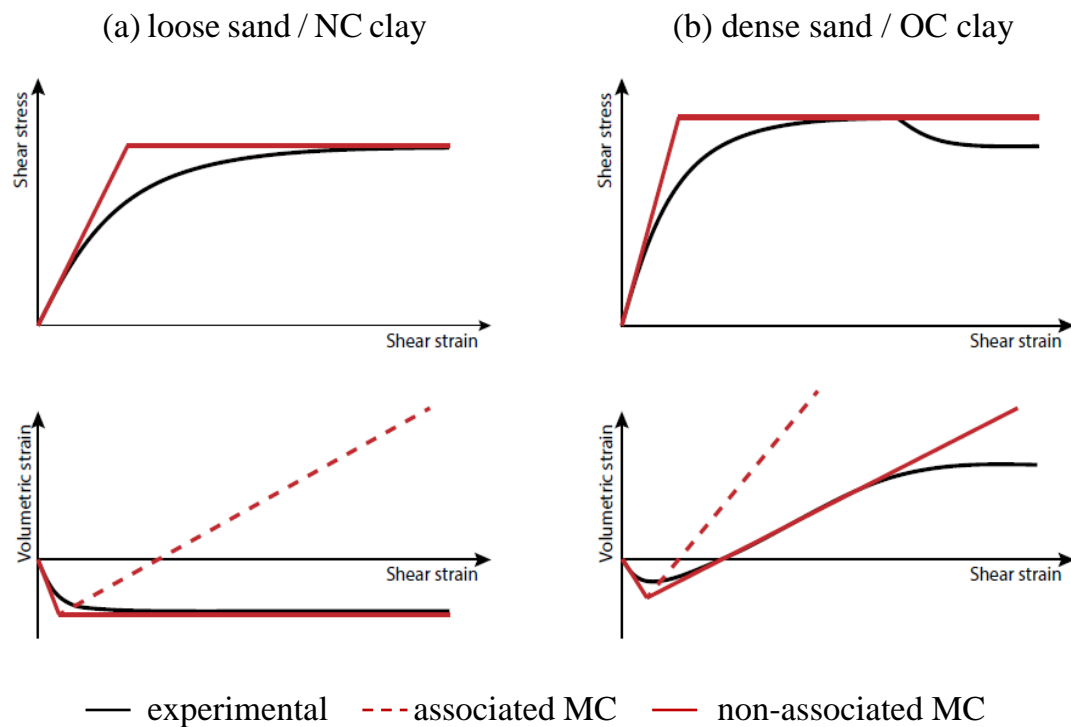 (a) loose sand / NC clay
(b) dense sand / OC clay
Shear stress
Shear strain
Shear stress
Shear strain
Volumetric strain
Shear strain
Volumetric strain
Shear strain
experimental
associated MC
non-associated MC